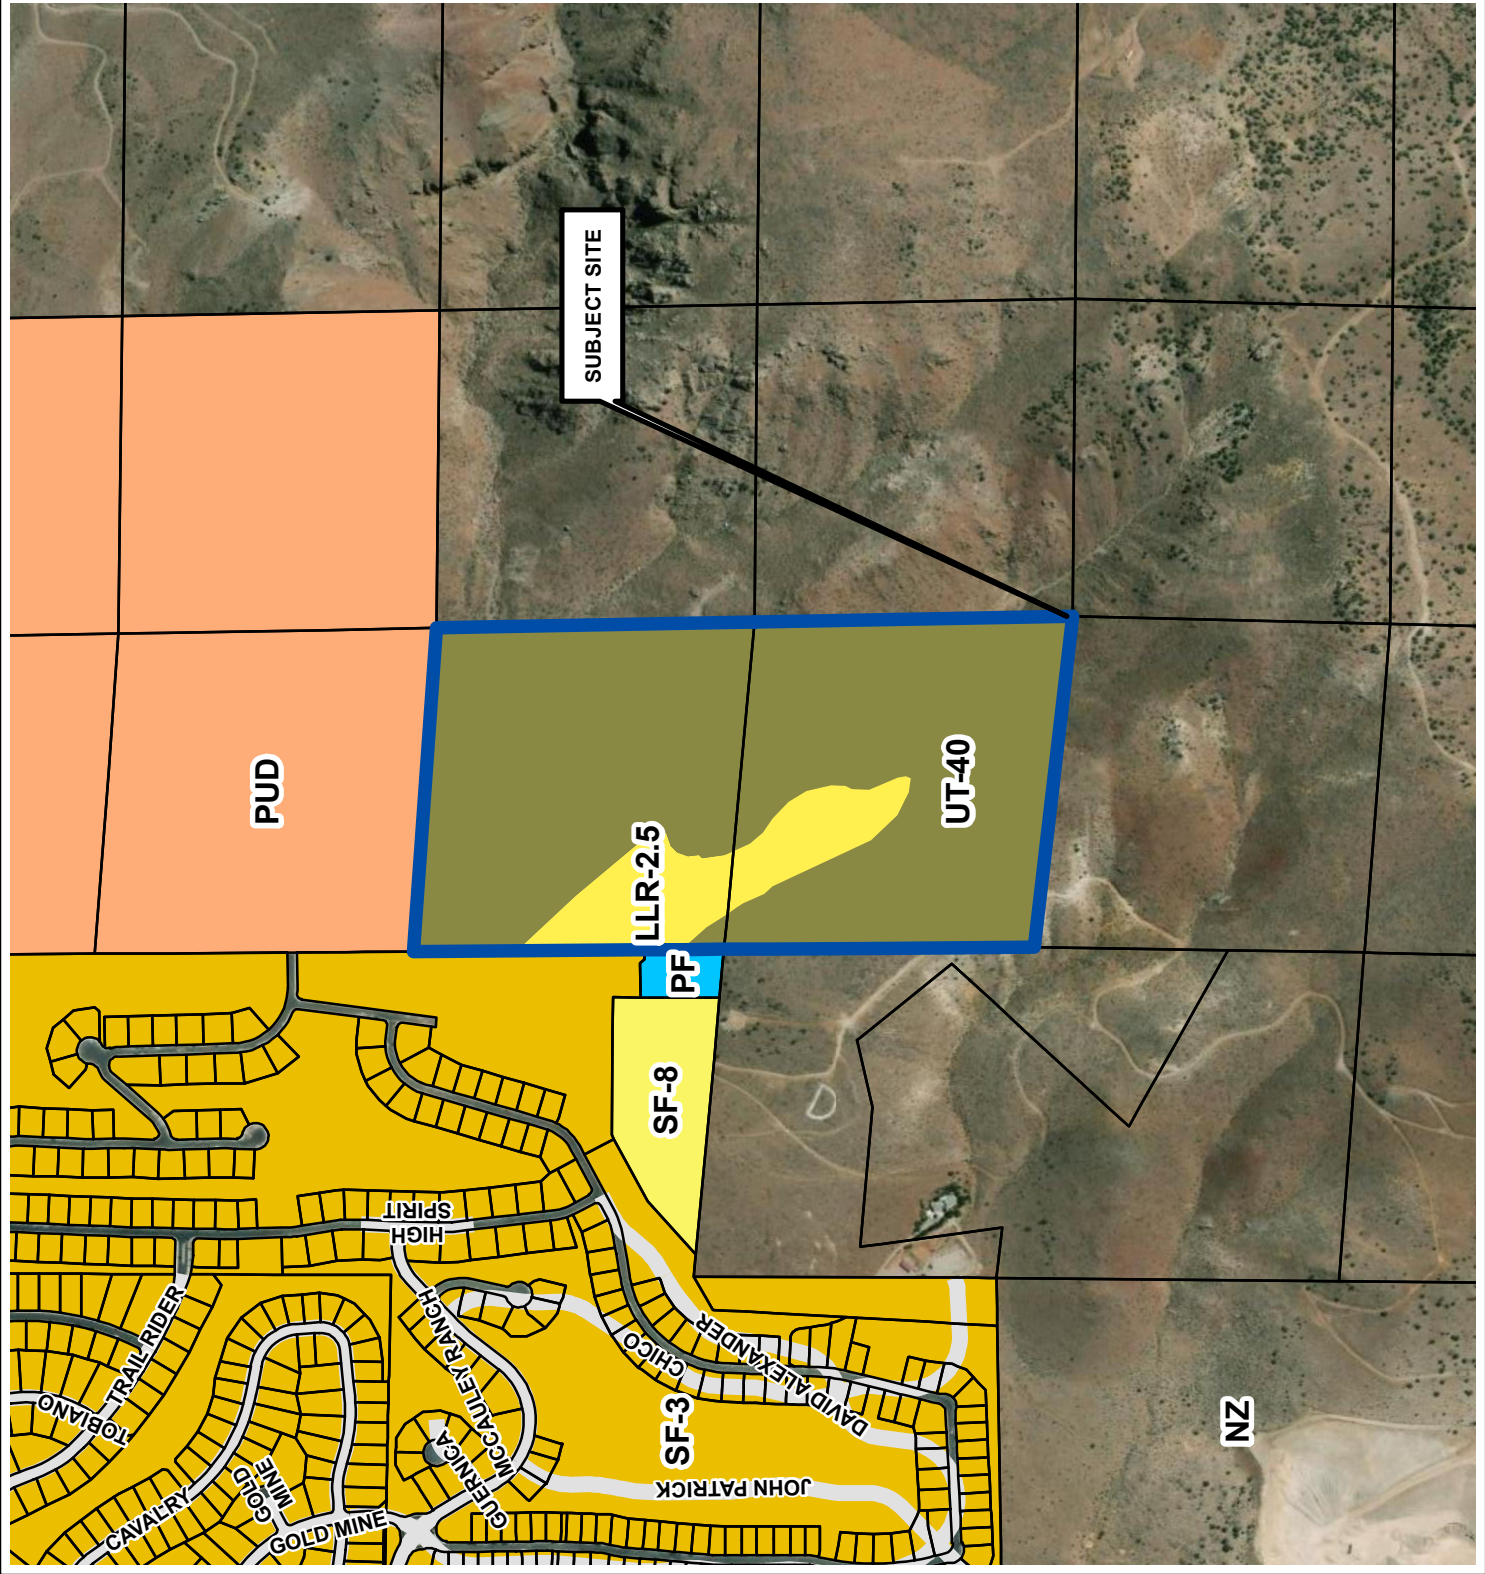 SUBJECT SITE
PUD
UT-40
LLR-2.5
PF
SF-8
HIGH
SPIRIT
TRAIL RIDER
TOBIANO
MCCAULEY RANCH
CHICO
DAVID ALEXANDER
SF-3
GUERNICA
JOHN PATRICK
CAVALRY
GOLD
MINE
GOLD MINE
NZ